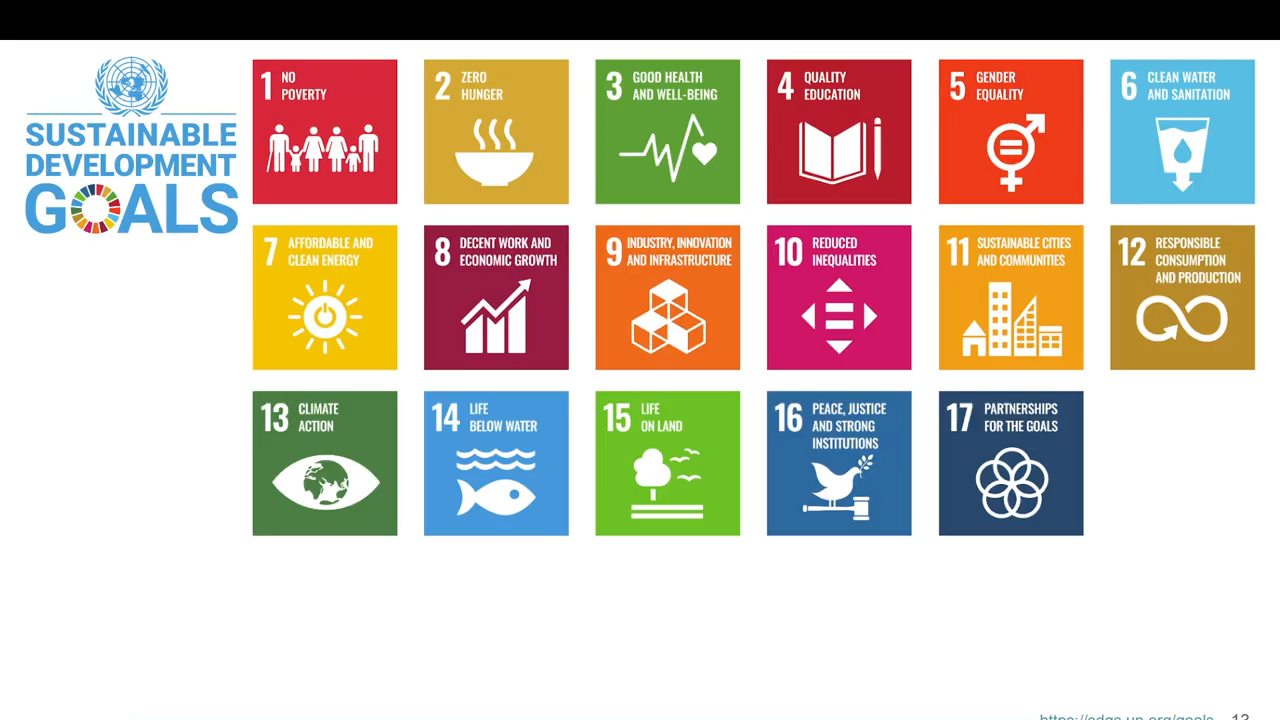 SUSTAINABLE
DEVELOPMENT
GOALS
1 NO
POVERTY
2 ZERO
HUNGER
3 GOOD HEALTH
AND WELL-BEING
4 QUALITY
EDUCATION
5 GENDER
EQUALITY
6 CLEAN WATER
AND SANITATION
7 AFFORDABLE AND
CLEAN ENERGY
8 DECENT WORK AND
ECONOMIC GROWTH
9 INDUSTRY, INNOVATION
AND INFRASTRUCTURE
10 REDUCED
INEQUALITIES
11 SUSTAINABLE CITIES
AND COMMUNITIES
12 RESPONSIBLE
CONSUMPTION
AND PRODUCTION
13 CLIMATE
ACTION
14 LIFE
BELOW WATER
15 LIFE
ON LAND
16 PEACE, JUSTICE
AND STRONG
INSTITUTIONS
17 PARTNERSHIPS
FOR THE GOALS